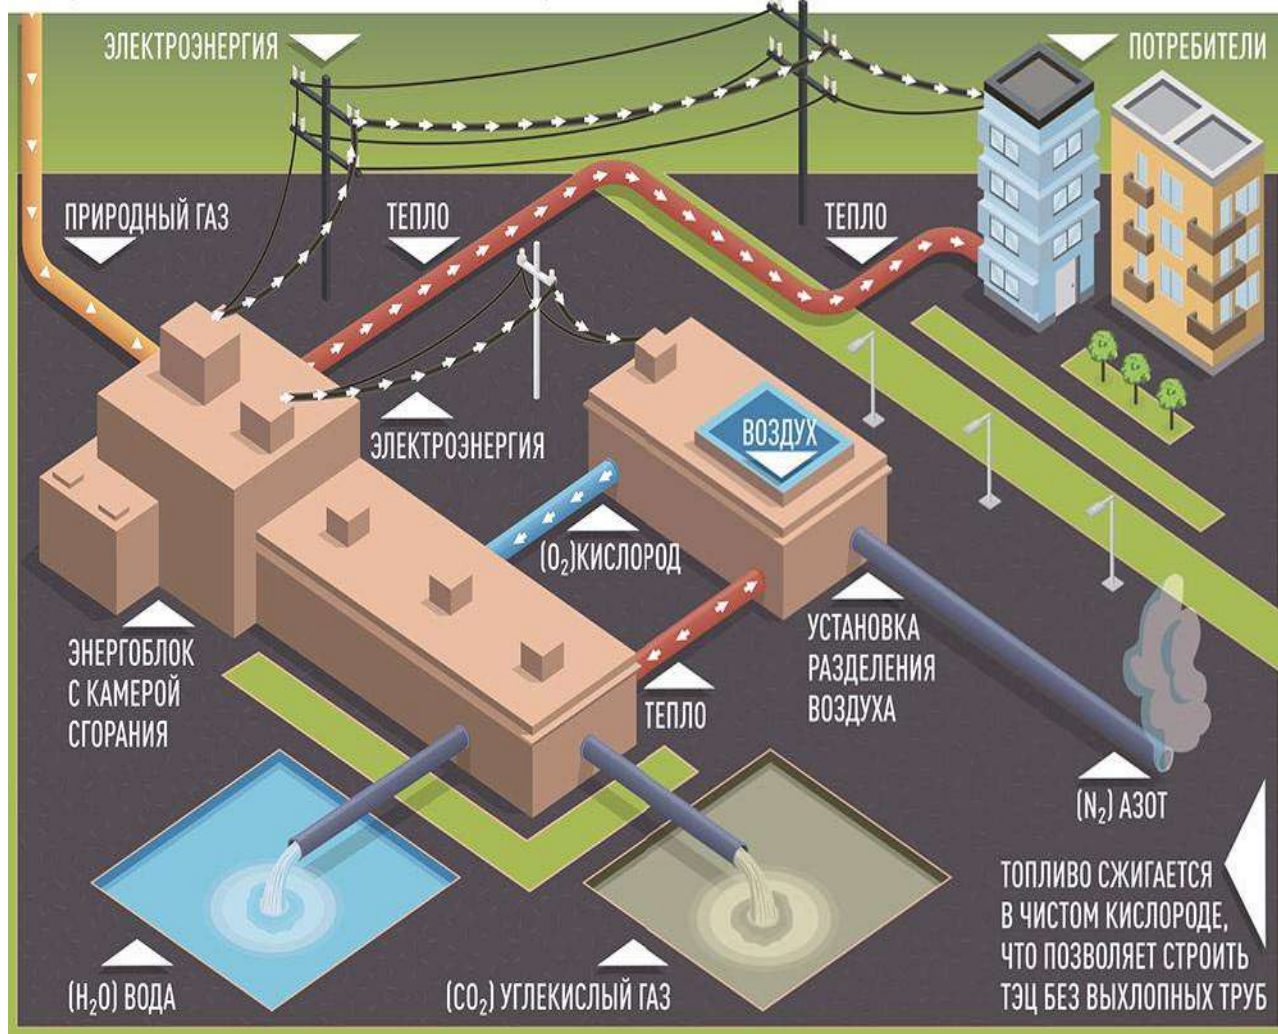 ЭЛЕКТРОЭНЕРГИЯ
ПОТРЕБИТЕЛИ
ПРИРОДНЫЙ ГАЗ
ТЕПЛО
ТЕПЛО
ЭЛЕКТРОЭНЕРГИЯ
ВОЗДУХ
(O₂)КИСЛОРОД
ЭНЕРГОБЛОК
С КАМЕРОЙ
СГОРАНИЯ
ТЕПЛО
УСТАНОВКА
РАЗДЕЛЕНИЯ
ВОЗДУХА
(N₂) АЗОТ
(H₂O) ВОДА
(CO₂) УГЛЕКИСЛЫЙ ГАЗ
ТОПЛИВО СЖИГАЕТСЯ
В ЧИСТОМ КИСЛОРОДЕ,
ЧТО ПОЗВОЛЯЕТ СТРОИТЬ
ТЭЦ БЕЗ ВЫХЛОПНЫХ ТРУБ